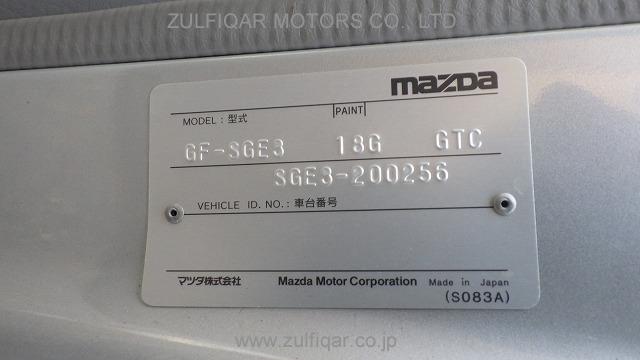 ZULFIQAR MOTORS CO., LTD
mazda
MODEL : 型式 PAINT
GF-SGE3 18G GTC
SGE3-200256
VEHICLE ID. NO. : 車台番号
マツダ株式会社 Mazda Motor Corporation Made in Japan
(S083A)
www.zulfiqar.co.jp